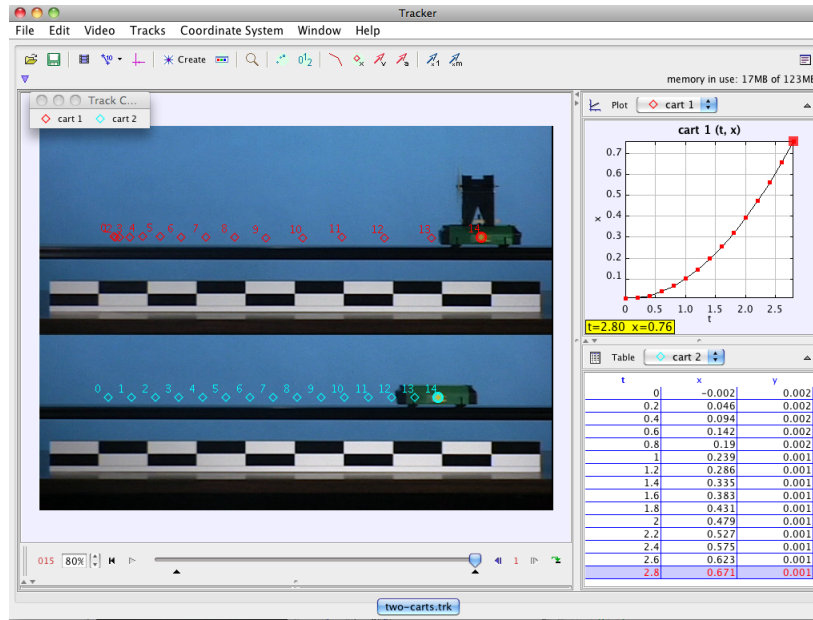 Tracker
File Edit Video Tracks Coordinate System Window Help
Create
memory in use: 17MB of 123MB
Track C...
cart 1 cart 2
Plot cart 1
cart 1 (t, x)
0.7
0.6
0.5
0.4
0.3
0.2
0.1
x
0 0.5 1.0 1.5 2.0 2.5
t
t=2.80 x=0.76
4 5 6 7 8 9 10 11 12 13 14
A
0 1 2 3 4 5 6 7 8 9 10 11 12 13 14
Table cart 2
t x y
0 -0.002 0.002
0.2 0.046 0.002
0.4 0.094 0.002
0.6 0.142 0.002
0.8 0.19 0.002
1 0.239 0.001
1.2 0.286 0.001
1.4 0.335 0.001
1.6 0.383 0.001
1.8 0.431 0.001
2 0.479 0.001
2.2 0.527 0.001
2.4 0.575 0.001
2.6 0.623 0.001
2.8 0.671 0.001
015 80% 1
two-carts.trk